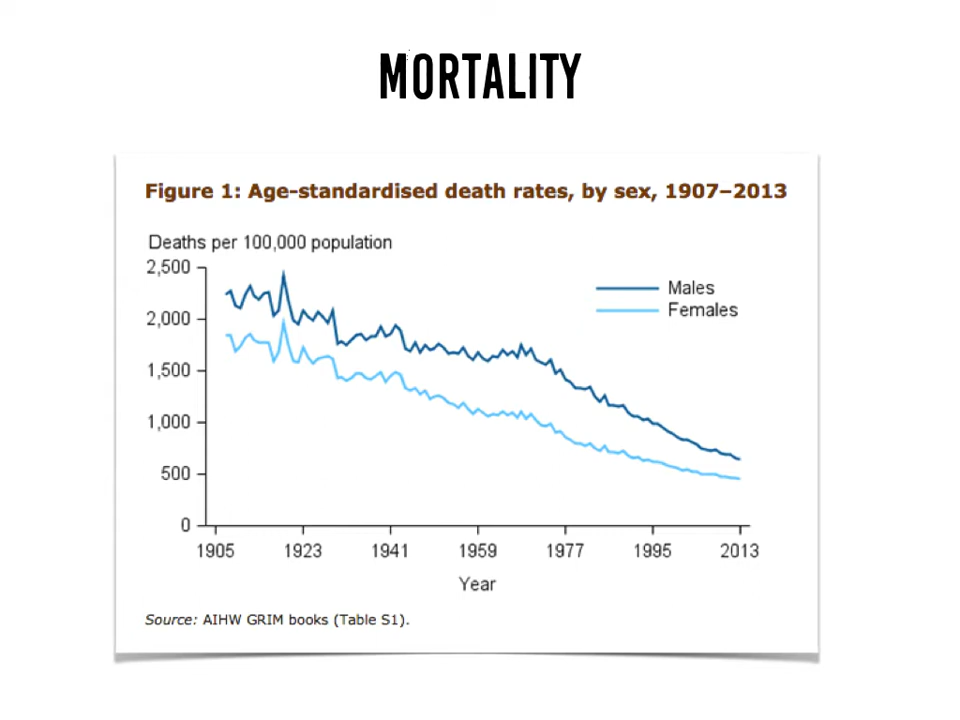 MORTALITY
Figure 1: Age-standardised death rates, by sex, 1907–2013
Deaths per 100,000 population
2,500
Males
Females
2,000
1,500
1,000
500
0
1905 1923 1941 1959 1977 1995 2013
Year
Source: AIHW GRIM books (Table S1).